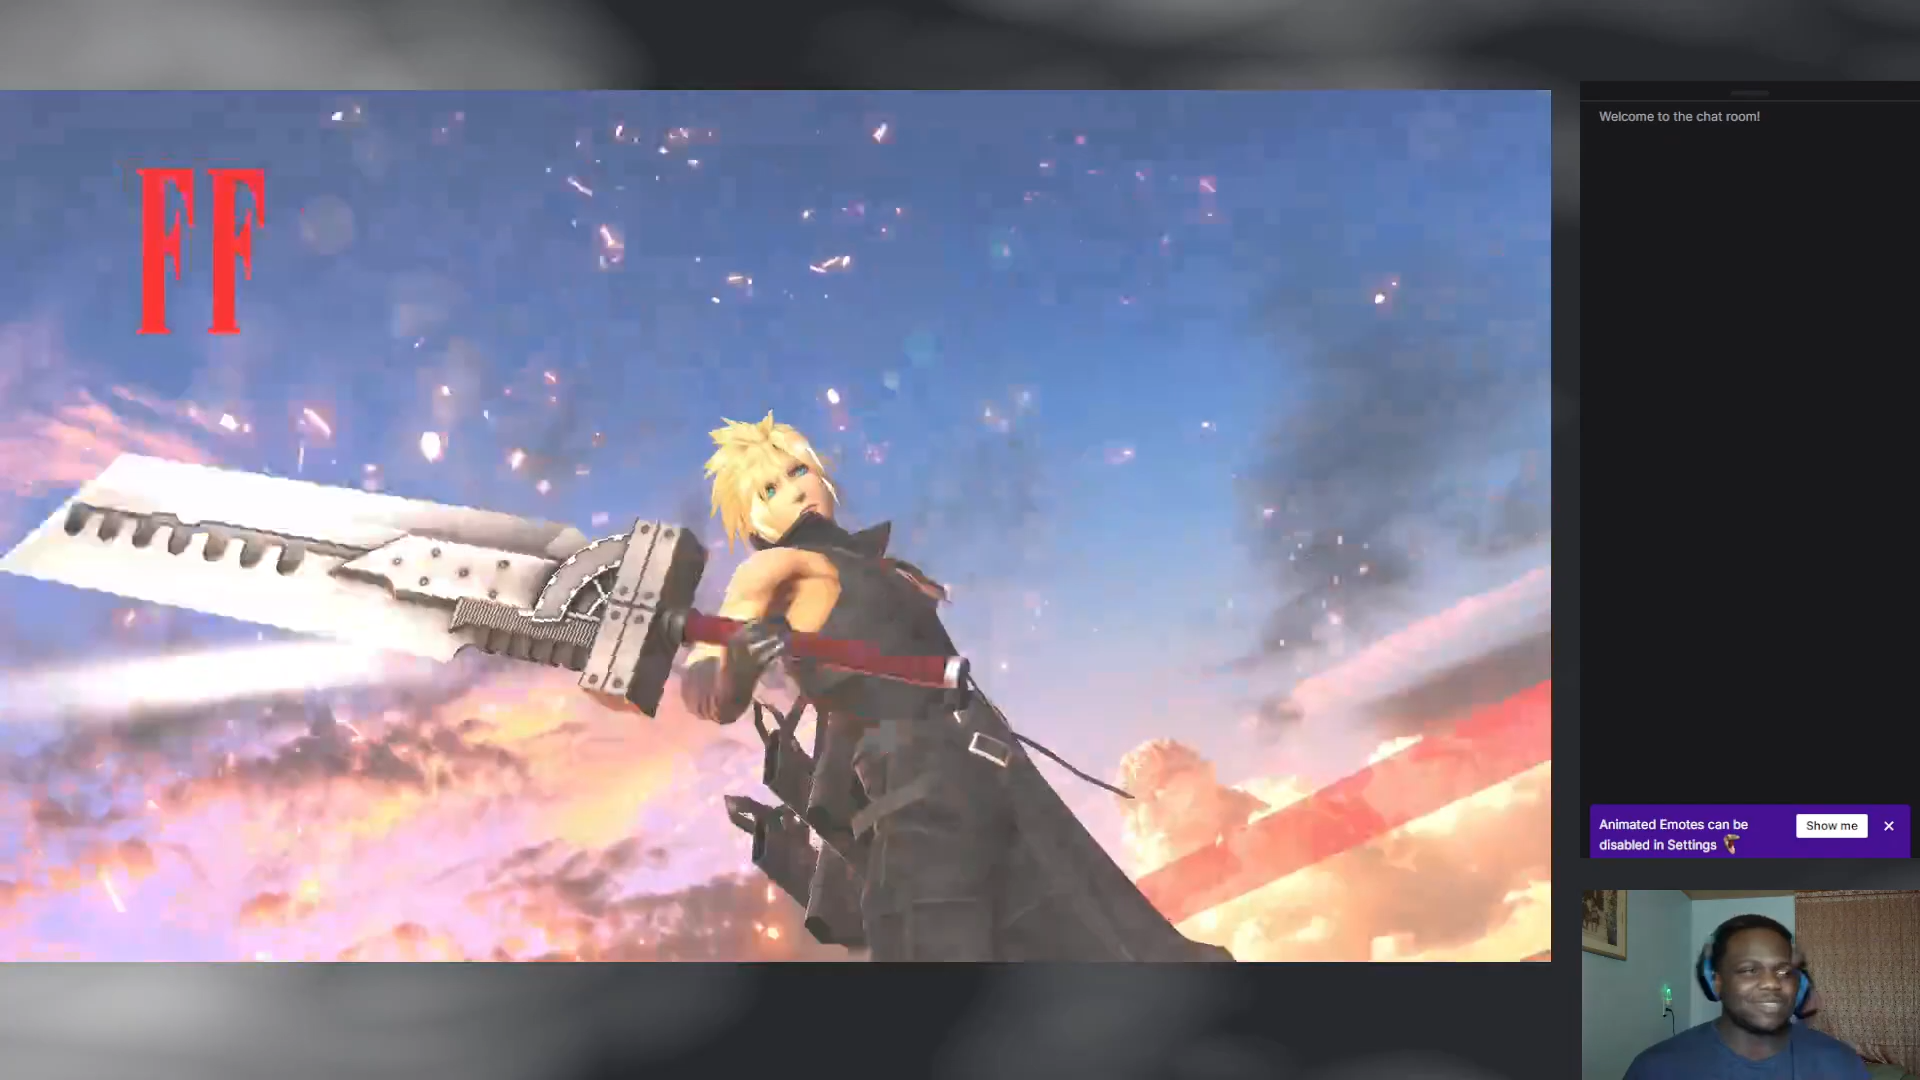 FF
Welcome to the chat room!
Animated Emotes can be
disabled in Settings
Show me